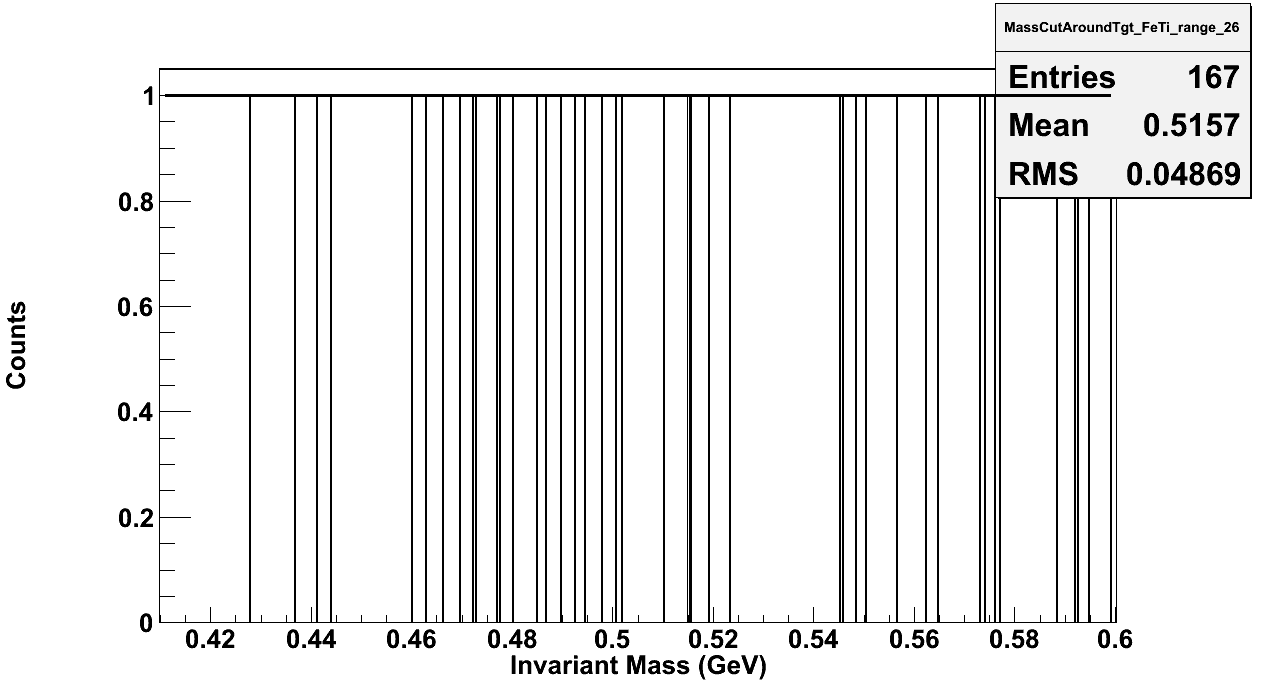 MassCutAroundTgt_FeTi_range_26
Entries 167
Mean 0.5157
RMS 0.04869
1
0.8
0.6
0.4
0.2
0
Counts
0.42 0.44 0.46 0.48 0.5 0.52 0.54 0.56 0.58 0.6
Invariant Mass (GeV)